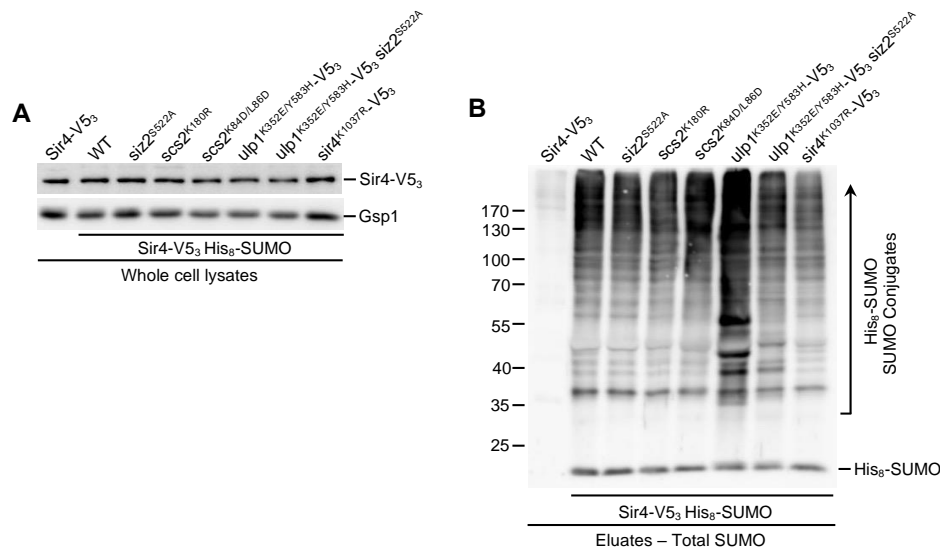 A
Sir4-V5₃
WT
siz2ˢ⁵²²ᴬ
scs2ᴷ¹⁸⁰ᴿ
scs2ᴷ⁸⁴ᴰ/ᴸ⁸⁶ᴰ
ulp1ᴷ³⁵²ᴱ/ʸ⁵⁸³ᴴ-V5₃
ulp1ᴷ³⁵²ᴱ/ʸ⁵⁸³ᴴ-V5₃ siz2ˢ⁵²²ᴬ
sir4ᴷ¹⁰³⁷ᴿ-V5₃
Sir4-V5₃
Gsp1
Sir4-V5₃ His₈-SUMO
Whole cell lysates
B
Sir4-V5₃
WT
siz2ˢ⁵²²ᴬ
scs2ᴷ¹⁸⁰ᴿ
scs2ᴷ⁸⁴ᴰ/ᴸ⁸⁶ᴰ
ulp1ᴷ³⁵²ᴱ/ʸ⁵⁸³ᴴ-V5₃
ulp1ᴷ³⁵²ᴱ/ʸ⁵⁸³ᴴ-V5₃ siz2ˢ⁵²²ᴬ
sir4ᴷ¹⁰³⁷ᴿ-V5₃
170
130
100
70
55
40
35
25
His₈-SUMO
SUMO Conjugates
His₈-SUMO
Sir4-V5₃ His₈-SUMO
Eluates – Total SUMO